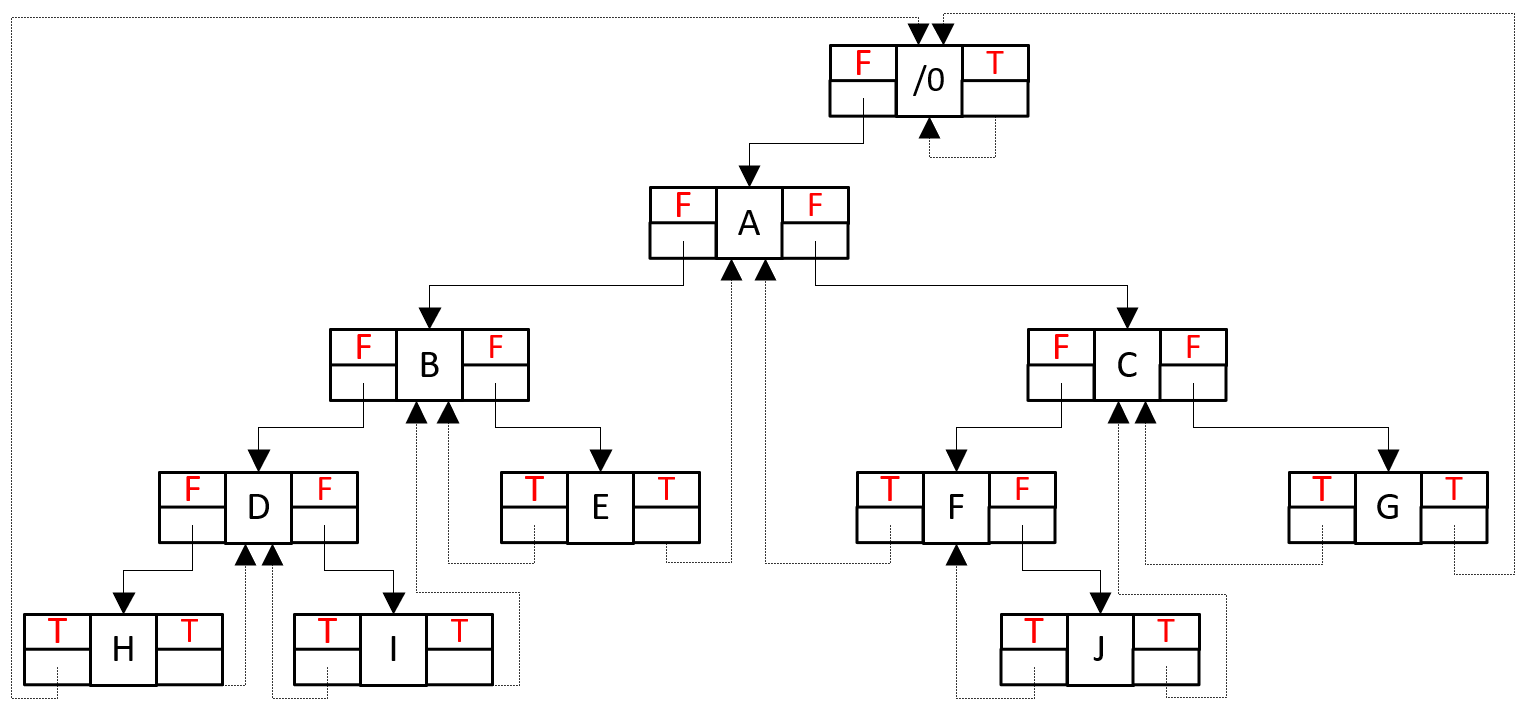 F /0 T
F A F
F B F
F C F
F D F
T E T
T F F
T G T
T H T
T I T
T J T